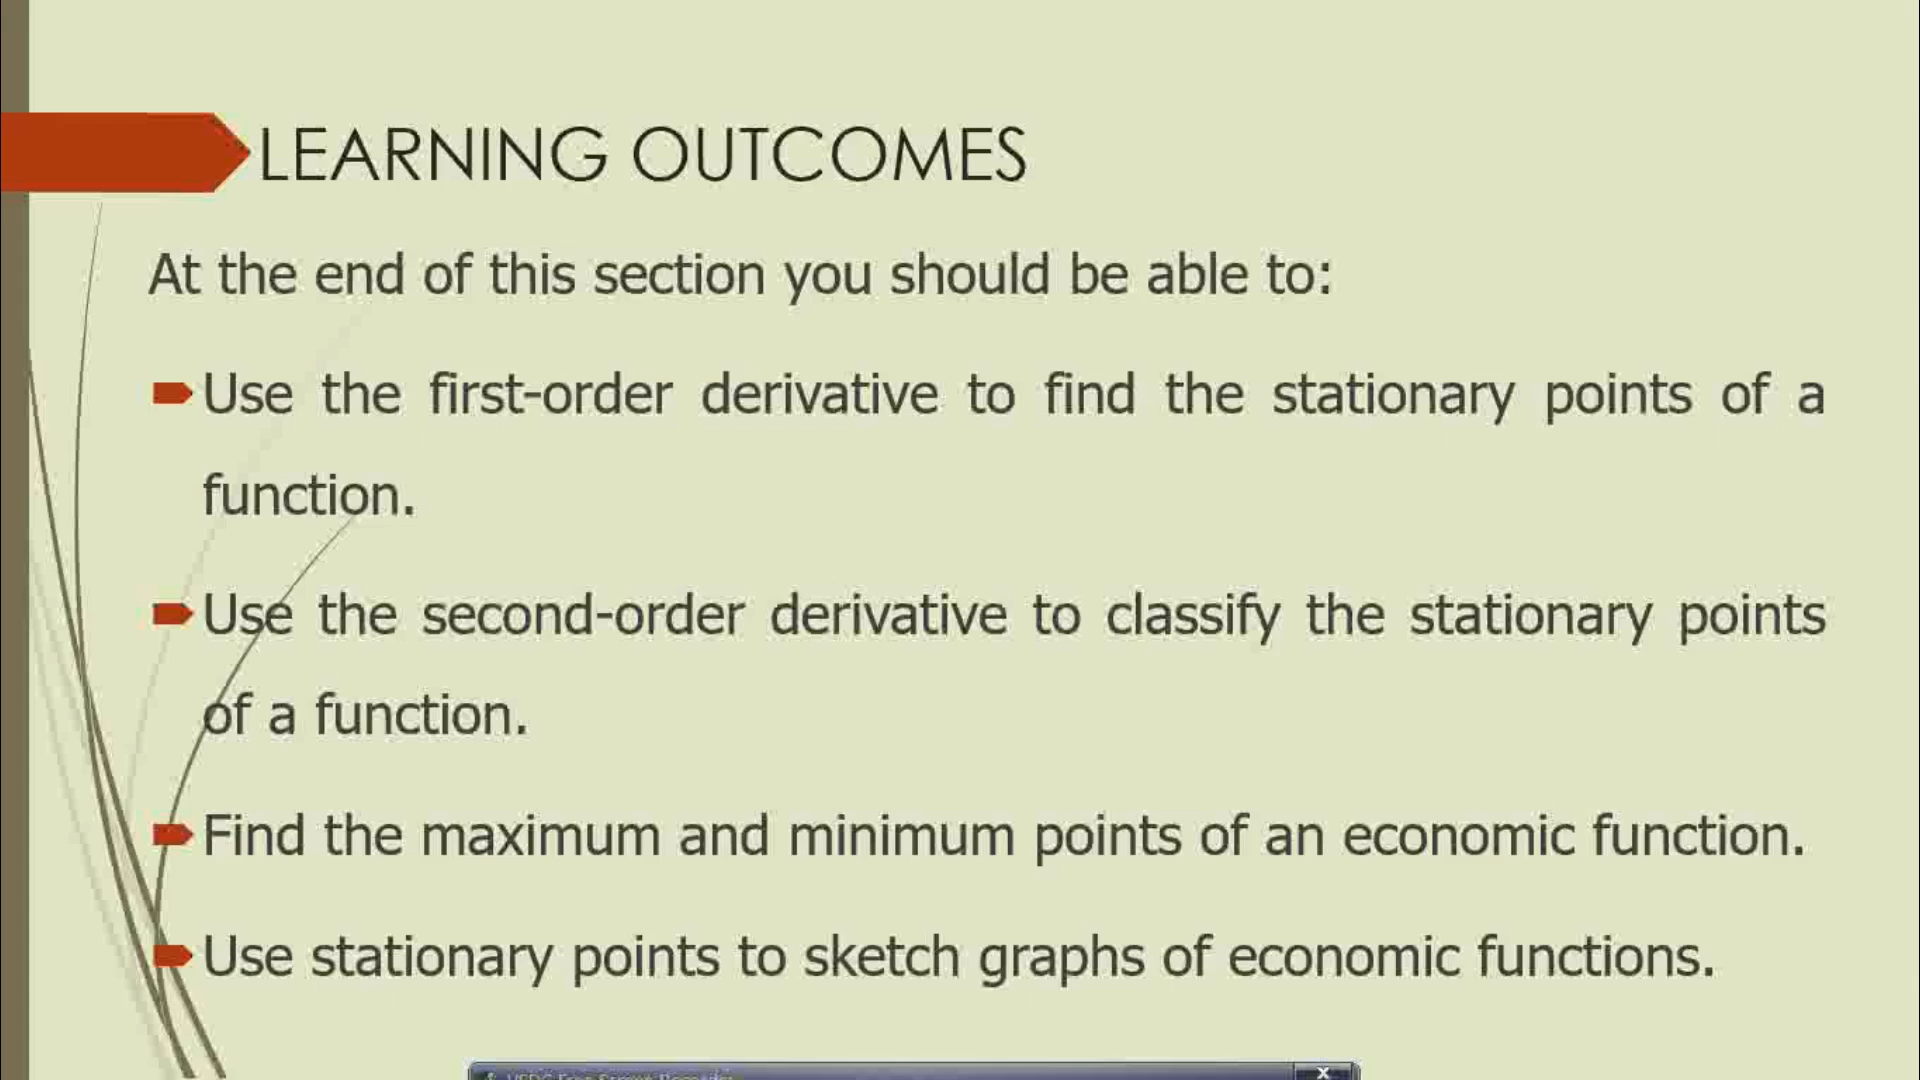 LEARNING OUTCOMES
At the end of this section you should be able to:
Use the first-order derivative to find the stationary points of a
function.
Use the second-order derivative to classify the stationary points
of a function.
Find the maximum and minimum points of an economic function.
Use stationary points to sketch graphs of economic functions.